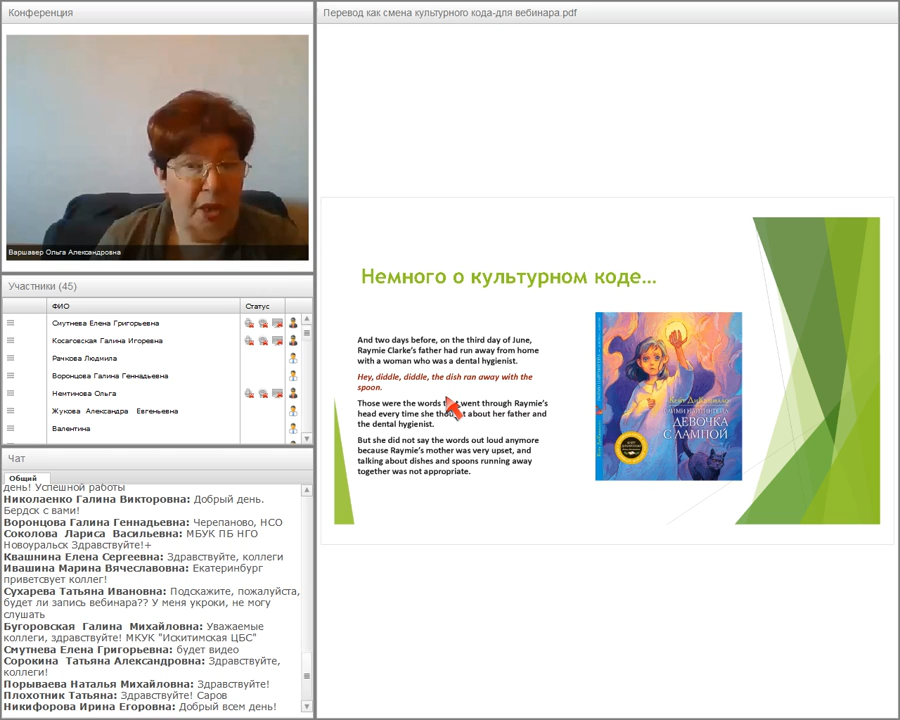 Конференция
Варшавер Ольга Александровна
Участники (45)
ФИО
Статус
Смутнева Елена Григорьевна
Косаговская Галина Игоревна
Рачкова Людмила
Воронцова Галина Геннадьевна
Немтинова Ольга
Жукова Александра Евгеньевна
Валентина
Чат
Общий
день! Успешной работы
Николаенко Галина Викторовна: Добрый день.
Бердск с вами!
Воронцова Галина Геннадьевна: Черепаново, НСО
Соколова Лариса Васильевна: МБУК ПБ НГО
Новоуральск Здравствуйте!+
Квашнина Елена Сергеевна: Здравствуйте, коллеги
Ивашина Марина Вячеславовна: Екатеринбург
приветсвует коллег!
Сухарева Татьяна Ивановна: Подскажите, пожалуйста,
будет ли запись вебинара?? У меня укроки, не могу
слушать
Бугоровская Галина Михайловна: Уважаемые
коллеги, здравствуйте! МКУК "Искитимская ЦБС"
Смутнева Елена Григорьевна: будет видео
Сорокина Татьяна Александровна: Здравствуйте,
коллеги!
Порываева Наталья Михайловна: Здравствуйте!
Плохотник Татьяна: Здравствуйте! Саров
Никифорова Ирина Егоровна: Добрый всем день!
Перевод как смена культурного кода-для вебинара.pdf
Немного о культурном коде...
And two days before, on the third day of June,
Raymie Clarke's father had run away from home
with a woman who was a dental hygienist.
Hey, diddle, diddle, the dish ran away with the
spoon.
Those were the words went through Raymie's
head every time she about her father and
the dental hygienist.
But she did not say the words out loud anymore
because Raymie's mother was very upset, and
talking about dishes and spoons running away
together was not appropriate.
Кейт ДиКамилло
РАЙМИ НАЙТИНГЕЙЛ
ДЕВОЧКА
С ЛАМПОЙ